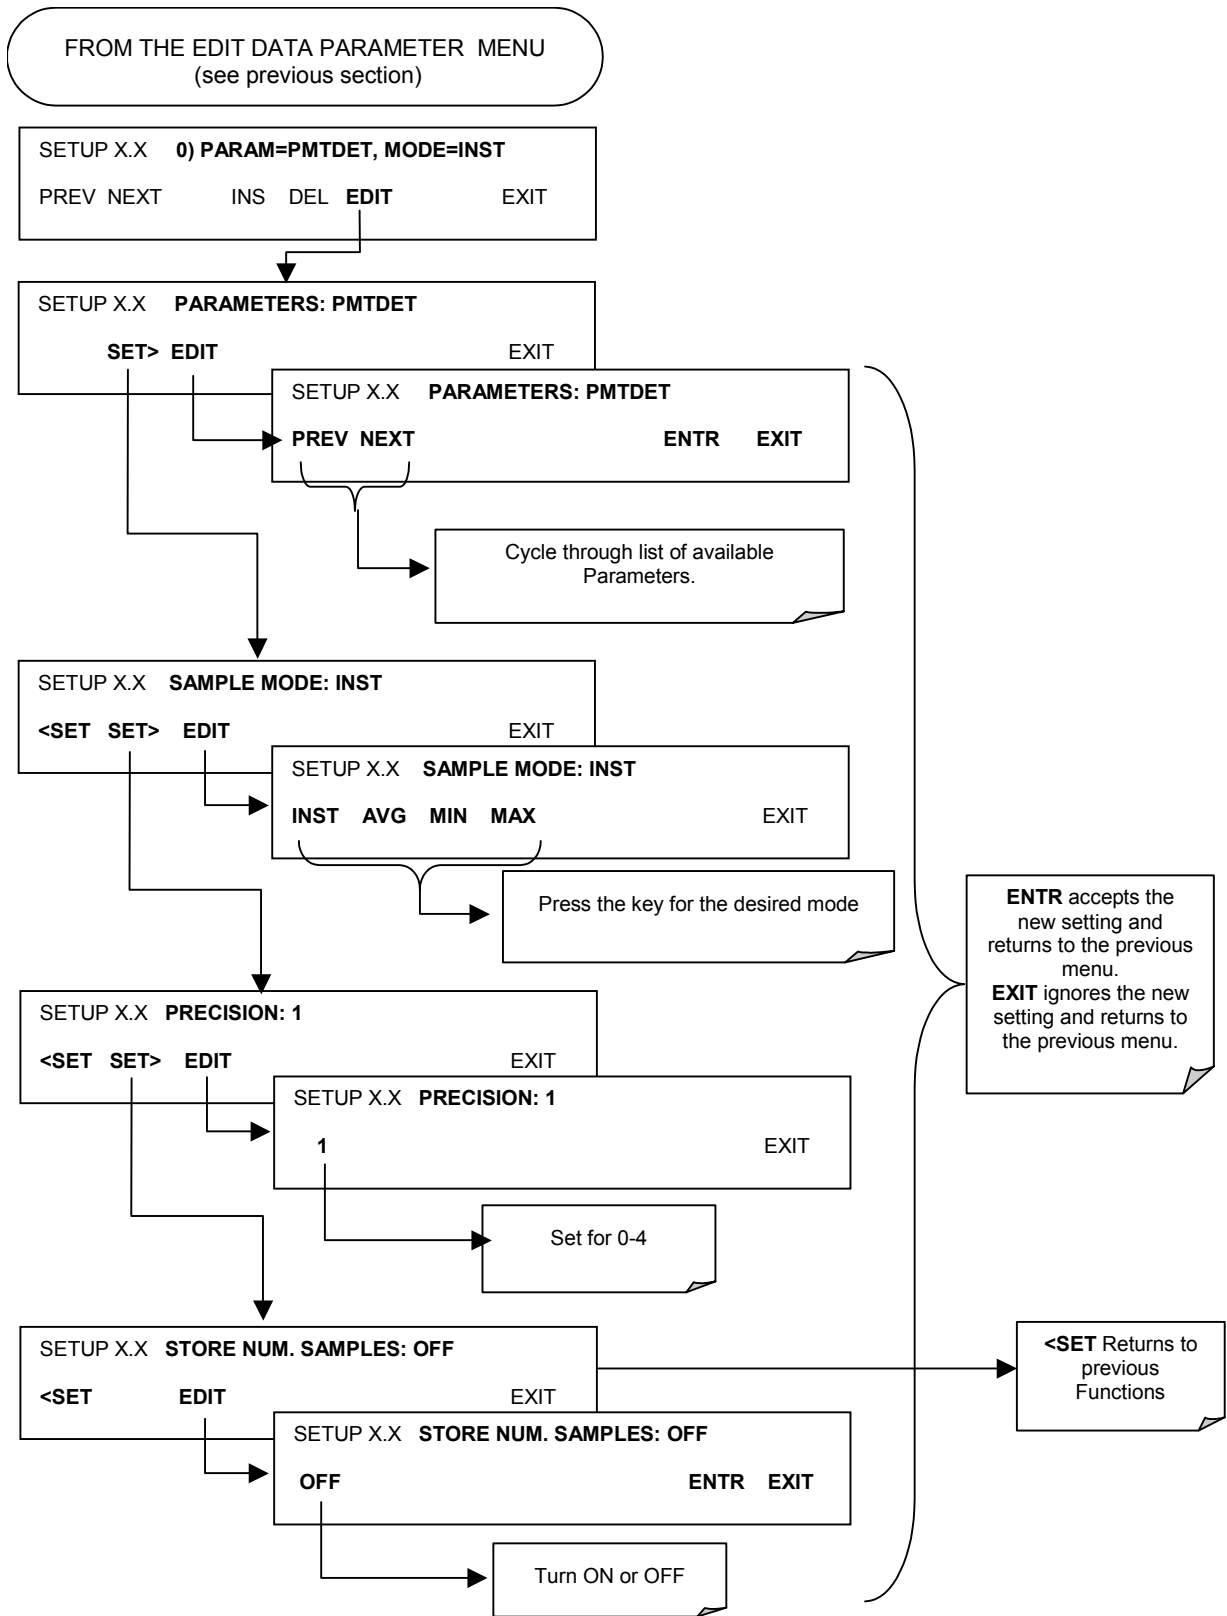 FROM THE EDIT DATA PARAMETER MENU
(see previous section)
SETUP X.X 0) PARAM=PMTDET, MODE=INST
PREV NEXT INS DEL EDIT EXIT
SETUP X.X PARAMETERS: PMTDET
SET> EDIT EXIT
SETUP X.X PARAMETERS: PMTDET
PREV NEXT ENTR EXIT
Cycle through list of available
Parameters.
SETUP X.X SAMPLE MODE: INST
<SET SET> EDIT EXIT
SETUP X.X SAMPLE MODE: INST
INST AVG MIN MAX EXIT
Press the key for the desired mode
ENTR accepts the
new setting and
returns to the previous
menu.
EXIT ignores the new
setting and returns to
the previous menu.
SETUP X.X PRECISION: 1
<SET SET> EDIT EXIT
SETUP X.X PRECISION: 1
1 EXIT
Set for 0-4
SETUP X.X STORE NUM. SAMPLES: OFF
<SET EDIT EXIT
<SET Returns to
previous
Functions
SETUP X.X STORE NUM. SAMPLES: OFF
OFF ENTR EXIT
Turn ON or OFF